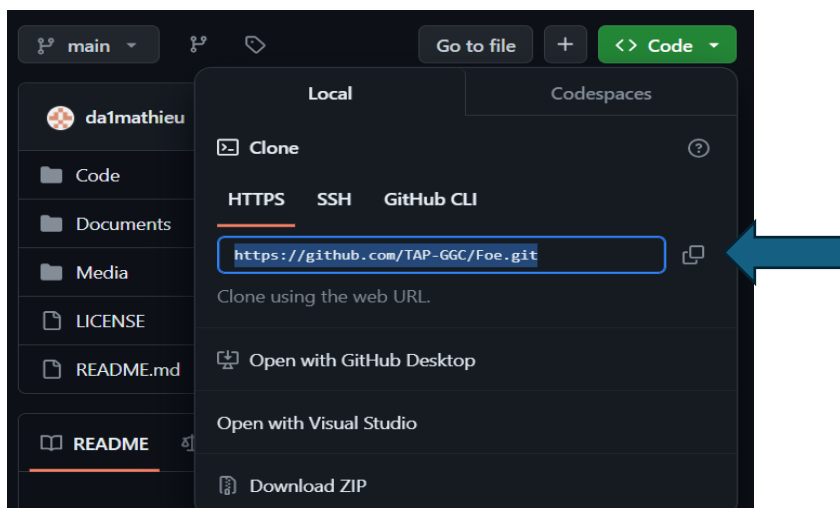 main
Go to file
<> Code
da1mathieu
Local
Codespaces
Clone
HTTPS SSH GitHub CLI
https://github.com/TAP-GGC/Foe.git
Clone using the web URL.
Open with GitHub Desktop
Open with Visual Studio
Download ZIP
Code
Documents
Media
LICENSE
README.md
README